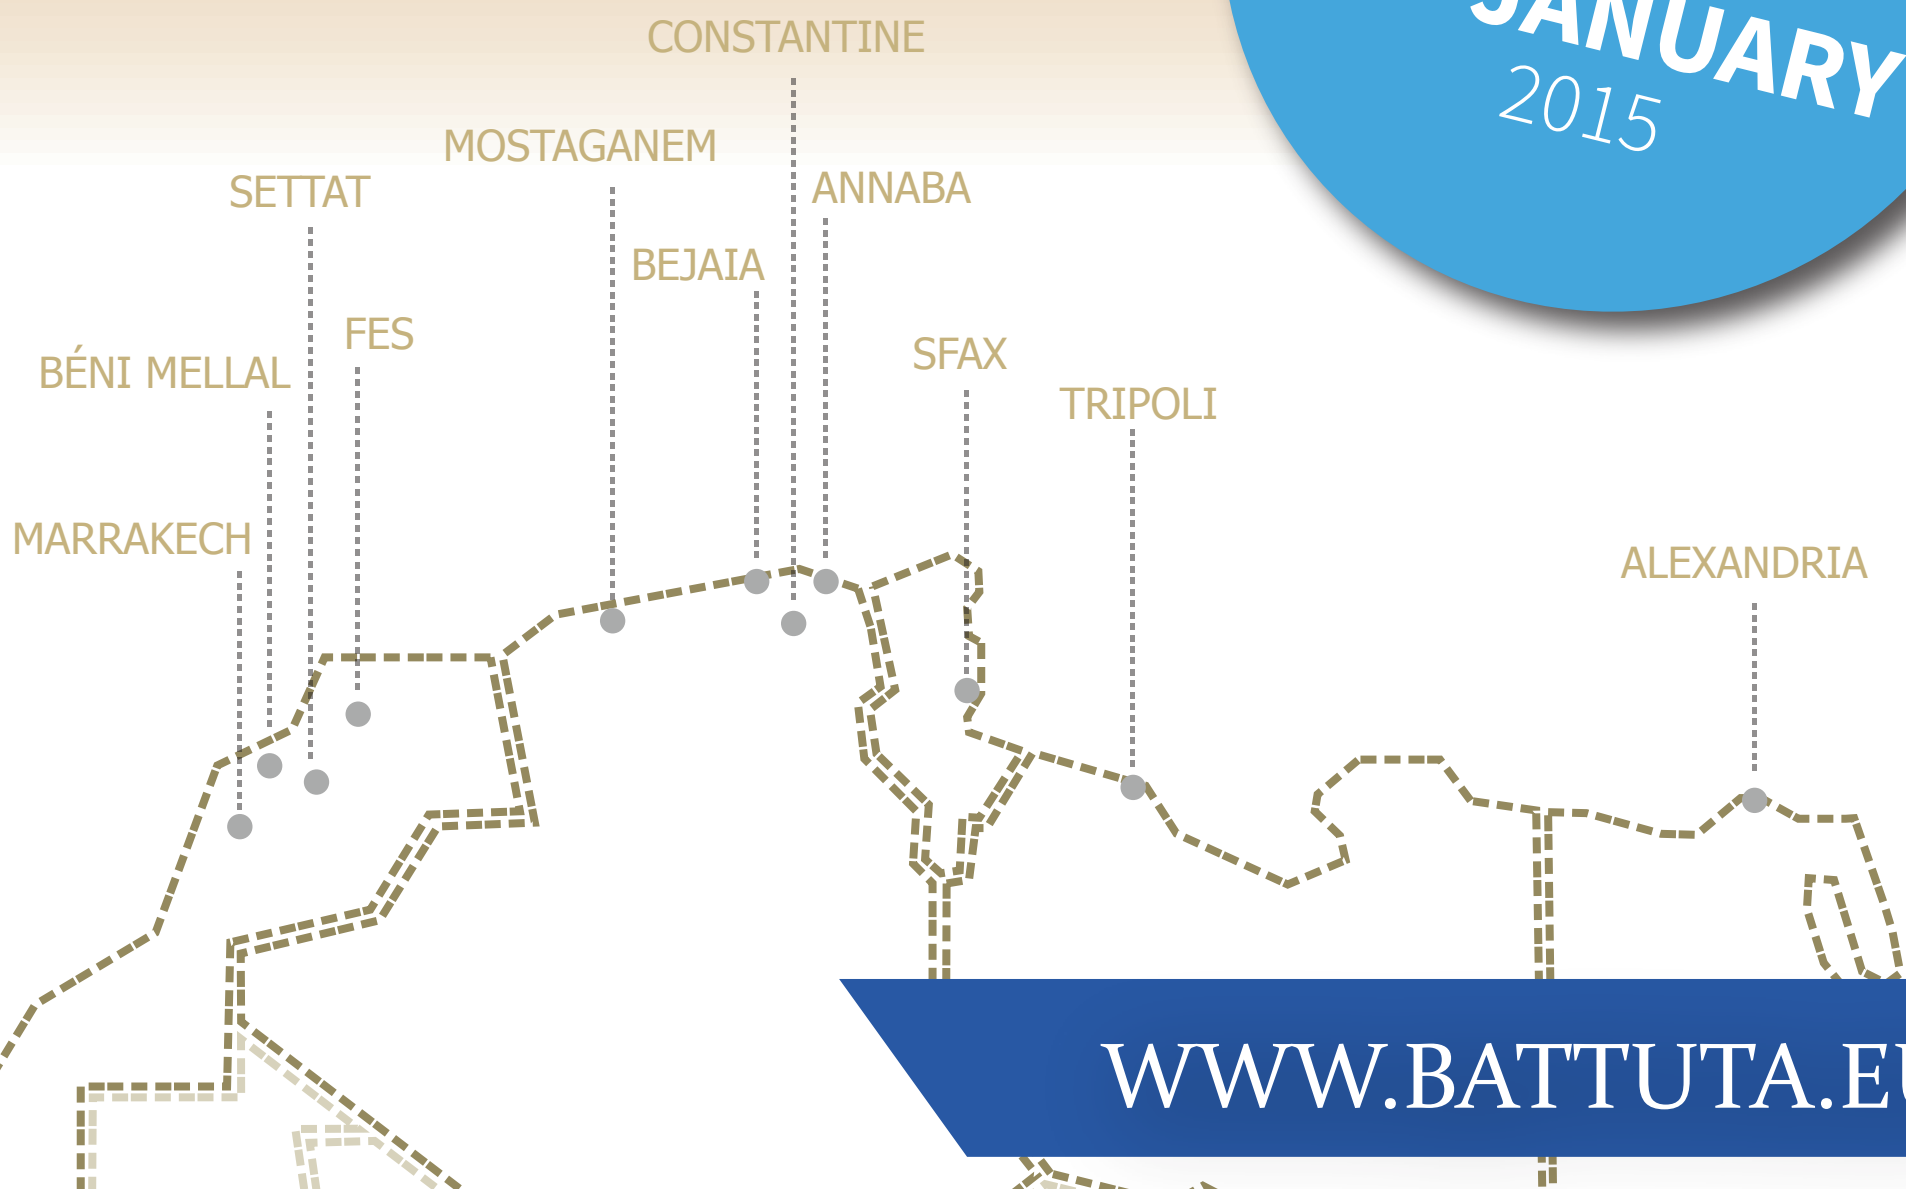 JANUARY
2015
CONSTANTINE
MOSTAGANEM
SETTAT
ANNABA
BEJAIA
FES
BÉNI MELLAL
SFAX
TRIPOLI
MARRAKECH
ALEXANDRIA
WWW.BATTUTA.EU